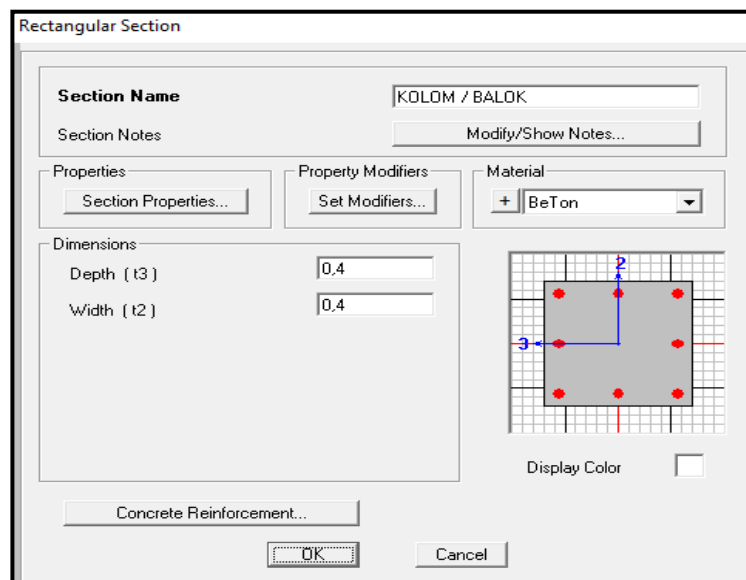 Rectangular Section
Section Name
KOLOM / BALOK
Section Notes
Modify/Show Notes...
Properties
Property Modifiers
Material
Section Properties...
Set Modifiers...
+
BeTon
Dimensions
Depth ( t3 )
0,4
Width ( t2 )
0,4
2
3
Display Color
Concrete Reinforcement...
OK
Cancel